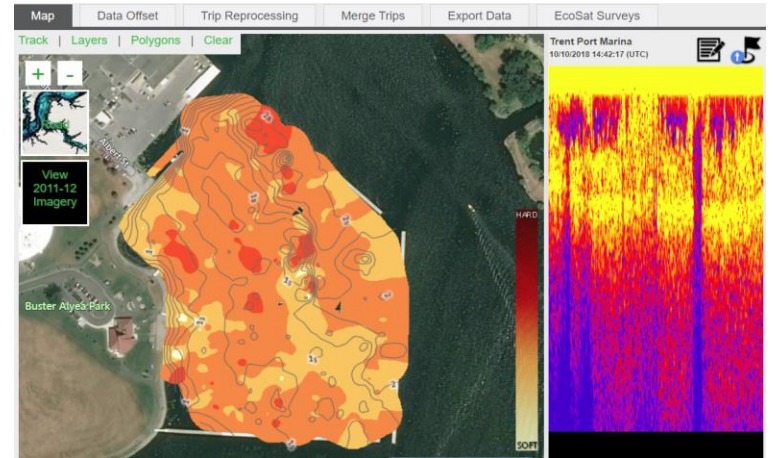 Map Data Offset Trip Reprocessing Merge Trips Export Data EcoSat Surveys
Track | Layers | Polygons | Clear
+ -
Road
View
2011-12
Imagery
Albert St
Buster Alyea Park
HARD
SOFT
Trent Port Marina
10/10/2018 14:42:17 (UTC)